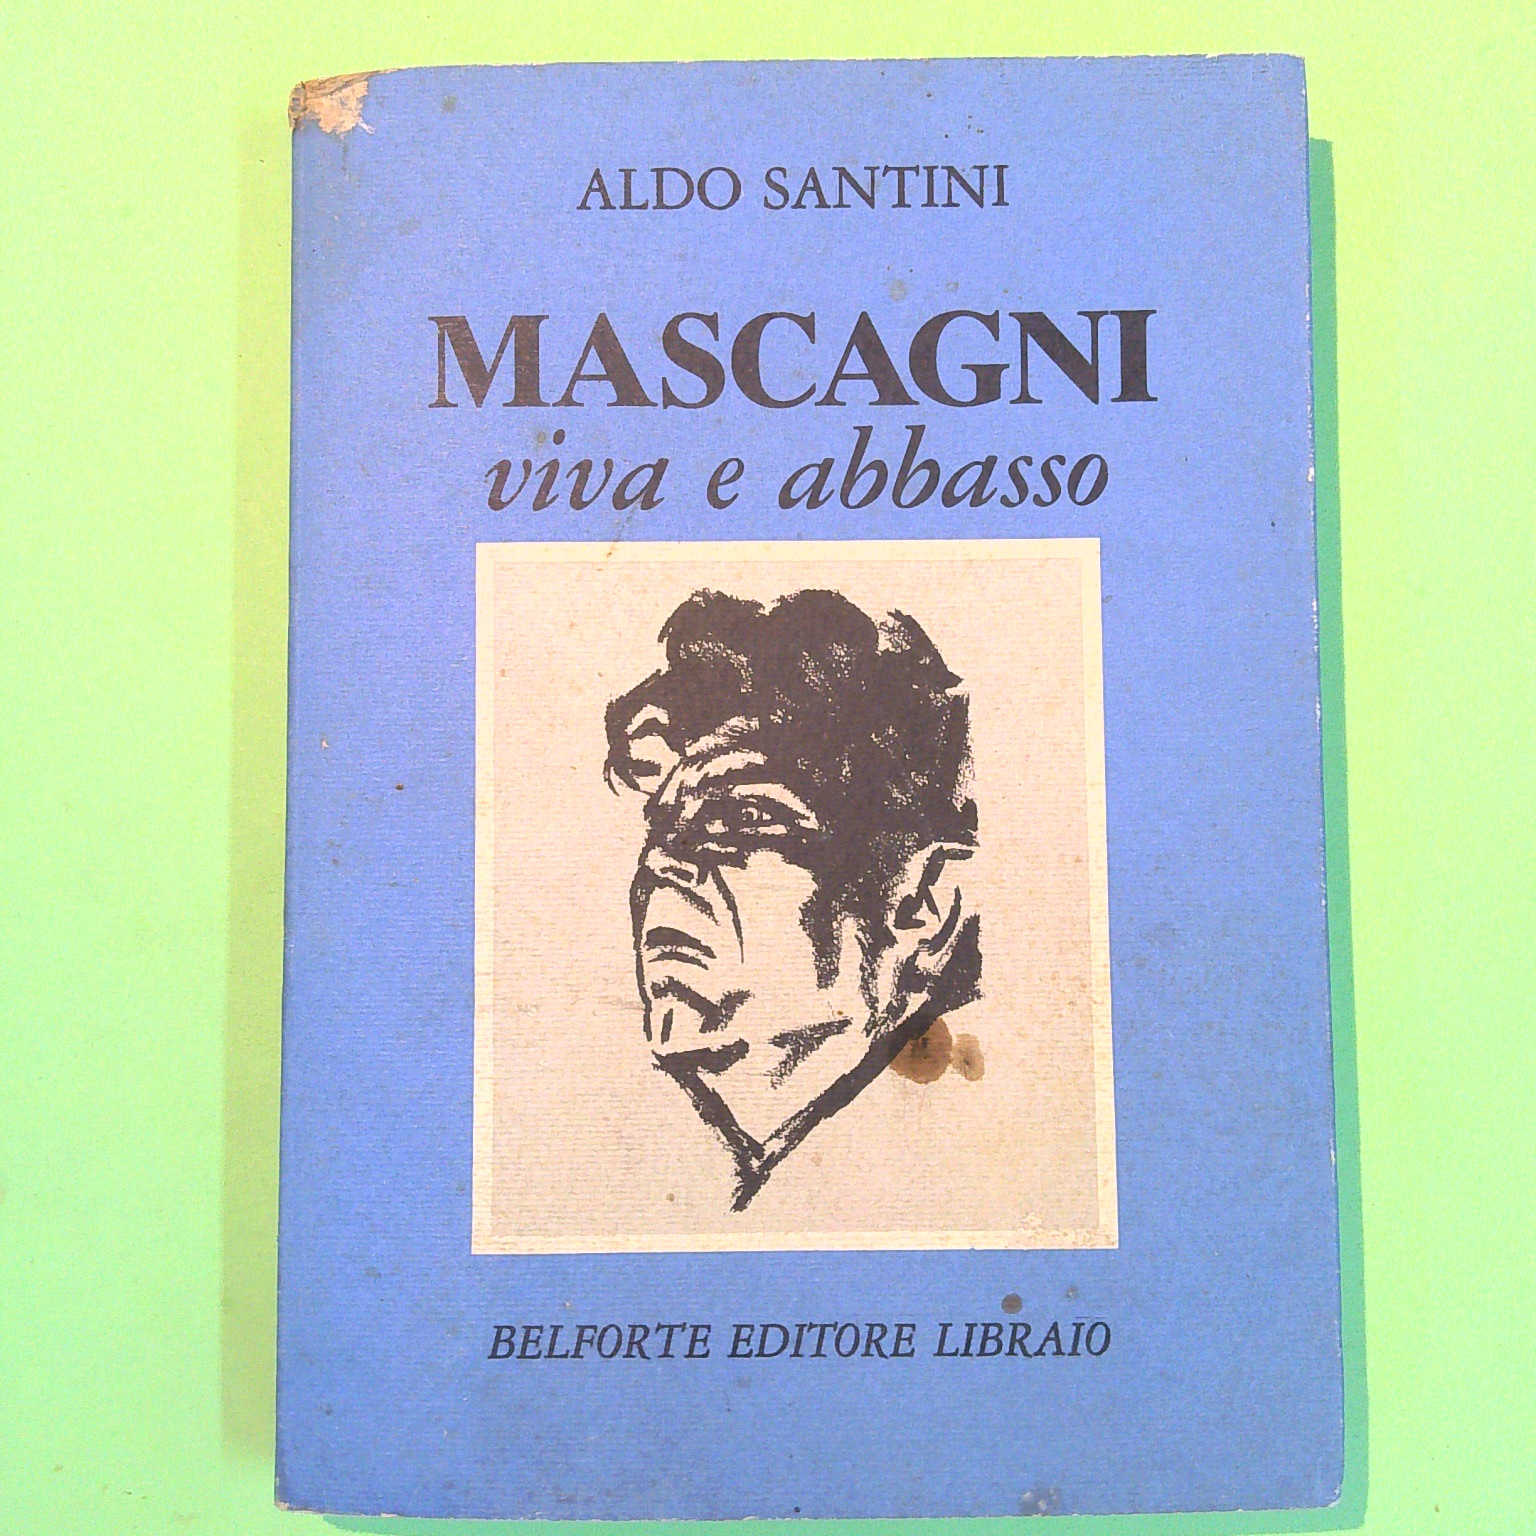 ALDO SANTINI
MASCAGNI
viva e abbasso
BELFORTE EDITORE LIBRAIO